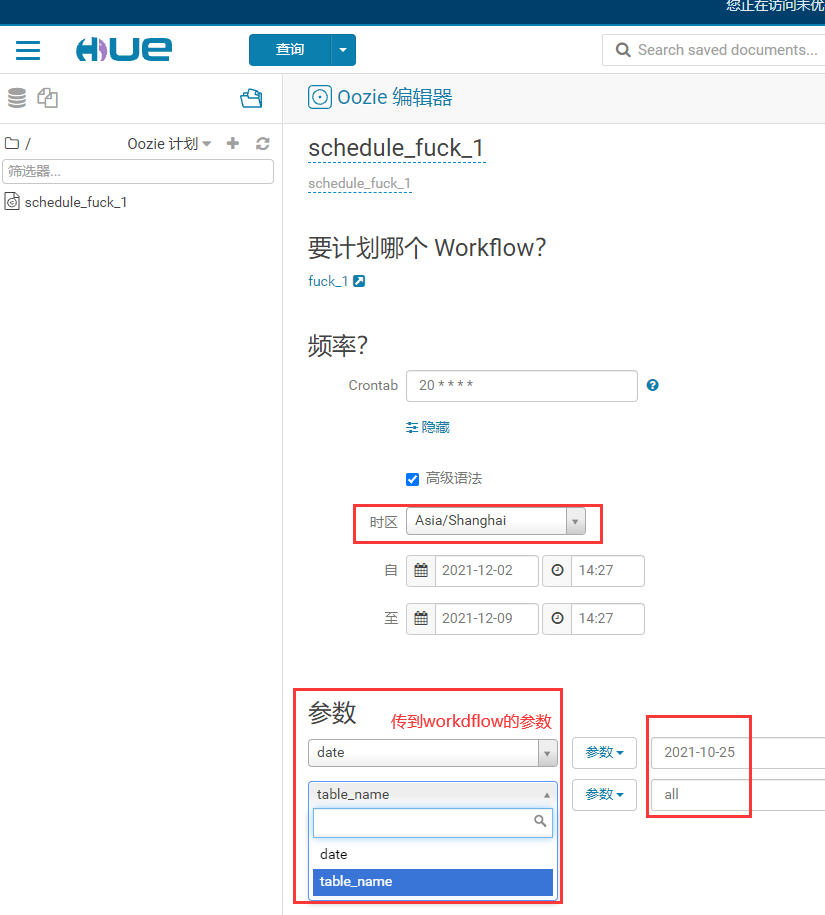 您正在访问未优
HUE
查询
Search saved documents...
Oozie 编辑器
/
Oozie 计划
筛选器...
schedule_fuck_1
schedule_fuck_1
schedule_fuck_1
要计划哪个 Workflow?
fuck_1
频率?
Crontab 20 * * * *
隐藏
高级语法
时区 Asia/Shanghai
自 2021-12-02 14:27
至 2021-12-09 14:27
参数 传到workdflow的参数
date 参数 2021-10-25
table_name 参数 all
date
table_name